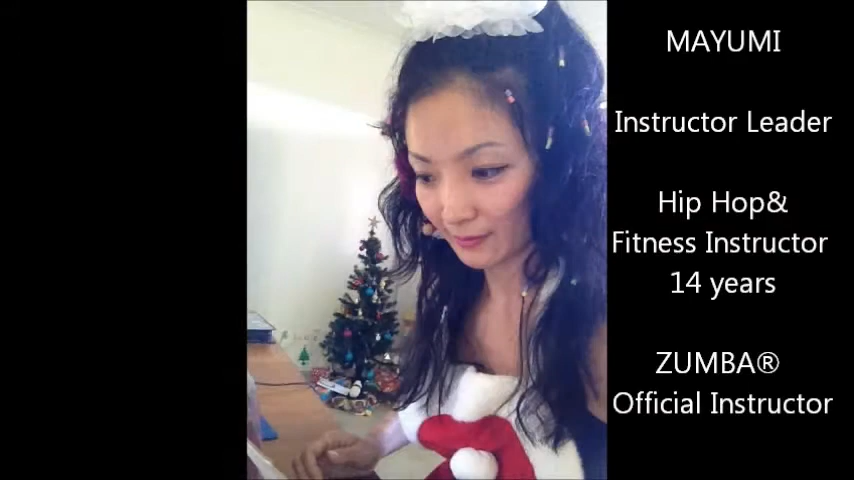 MAYUMI
Instructor Leader
Hip Hop&
Fitness Instructor
14 years
ZUMBA®
Official Instructor